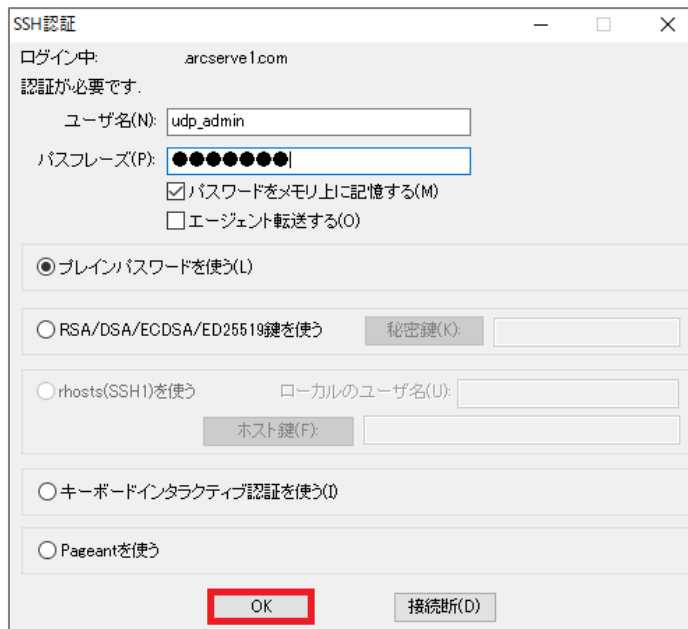 SSH認証
ログイン中: .arcserve1.com
認証が必要です.
ユーザ名(N): udp_admin
パスフレーズ(P): ●●●●●●●
パスワードをメモリ上に記憶する(M)
エージェント転送する(O)
プレインパスワードを使う(L)
RSA/DSA/ECDSA/ED25519鍵を使う 秘密鍵(K):
rhosts(SSH1)を使う ローカルのユーザ名(U):
ホスト鍵(F):
キーボードインタラクティブ認証を使う(I)
Pageantを使う
OK 接続断(D)